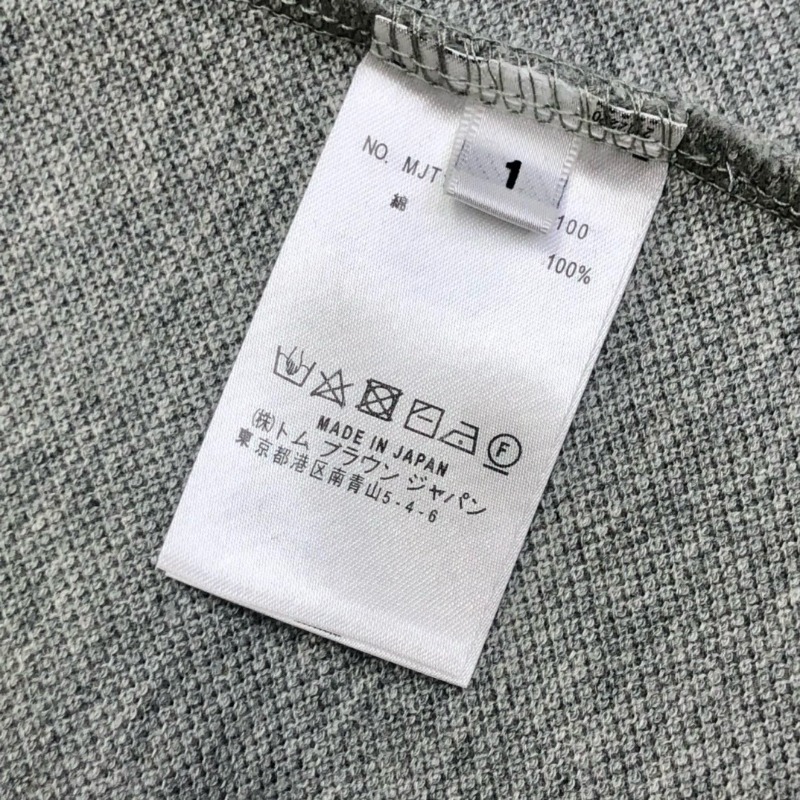 NO. MJT
1
100
綿
100%
F
MADE IN JAPAN
(株)トム ブラウン ジャパン
東京都港区南青山5-4-6